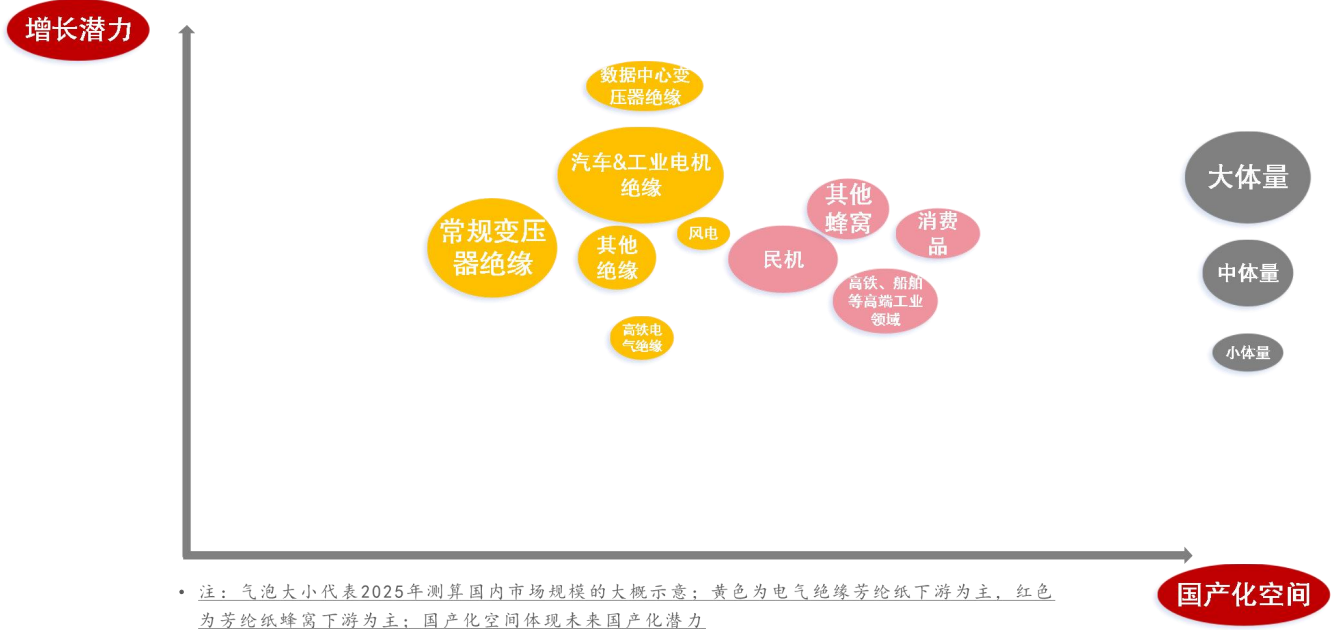 增长潜力
数据中心变
压器绝缘
汽车&工业电机
绝缘
大体量
其他
蜂窝
常规变压
器绝缘
风电
消费
品
其他
绝缘
民机
中体量
高铁、船舶
等高端工业
领域
高铁电
气绝缘
小体量
• 注：气泡大小代表2025年测算国内市场规模的大概示意；黄色为电气绝缘芳纶纸下游为主，红色
为芳纶纸蜂窝下游为主；国产化空间体现未来国产化潜力
国产化空间